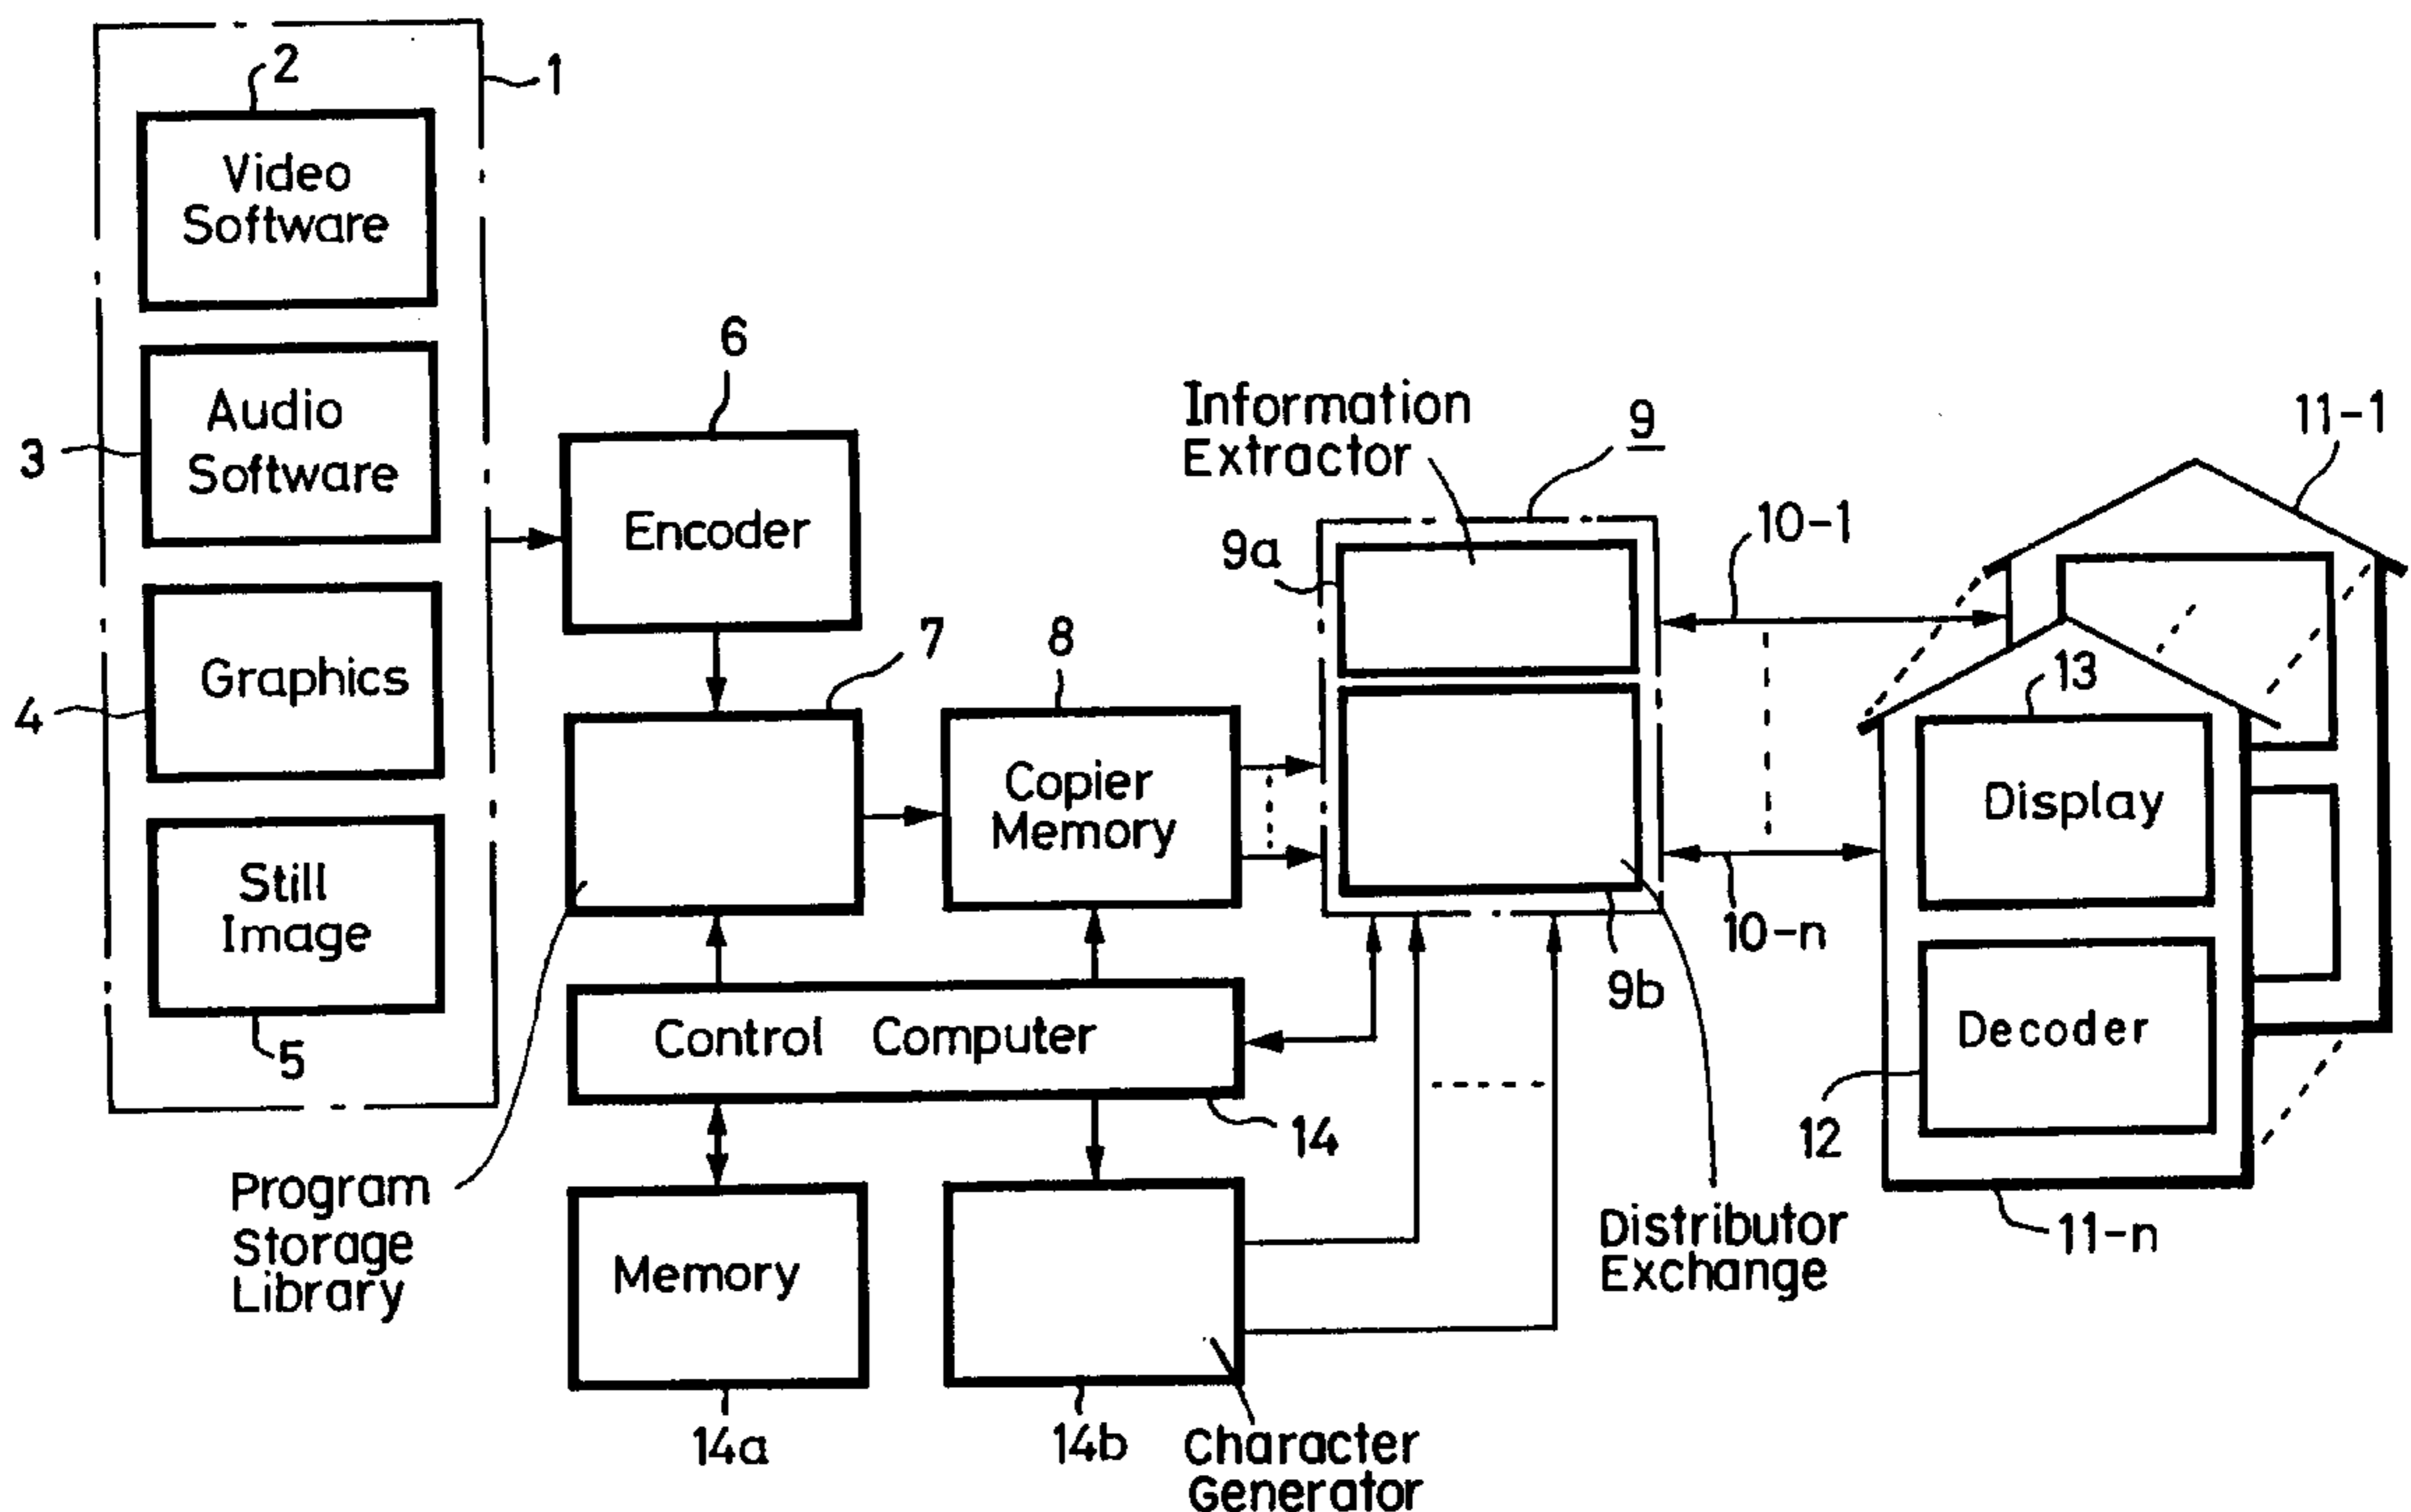 2
1
Video
Software
3
Audio
Software
4
Graphics
Still
Image
5
6
Encoder
7
Program
Storage
Library
8
Copier
Memory
Information
Extractor
9
9a
9b
Distributor
Exchange
Control Computer
14
Memory
14a
14b
Character
Generator
10-1
10-n
11-1
13
Display
Decoder
12
11-n